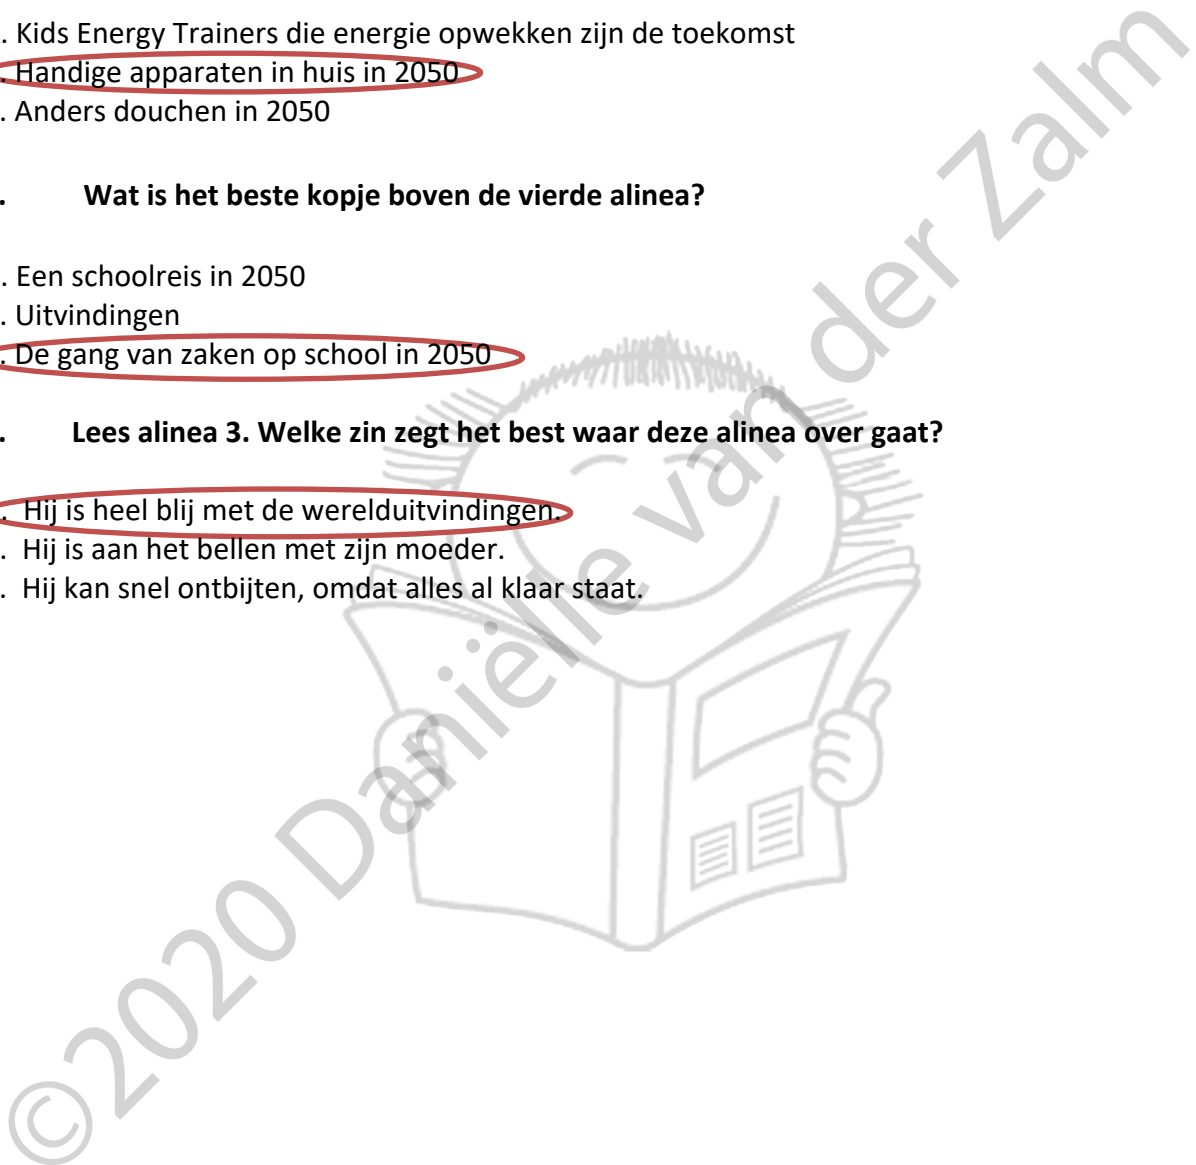 . Kids Energy Trainers die energie opwekken zijn de toekomst
. Handige apparaten in huis in 2050
. Anders douchen in 2050
. Wat is het beste kopje boven de vierde alinea?
. Een schoolreis in 2050
. Uitvindingen
. De gang van zaken op school in 2050
. Lees alinea 3. Welke zin zegt het best waar deze alinea over gaat?
. Hij is heel blij met de werelduitvindingen.
. Hij is aan het bellen met zijn moeder.
. Hij kan snel ontbijten, omdat alles al klaar staat.
©2020 Daniëlle van der Zalm